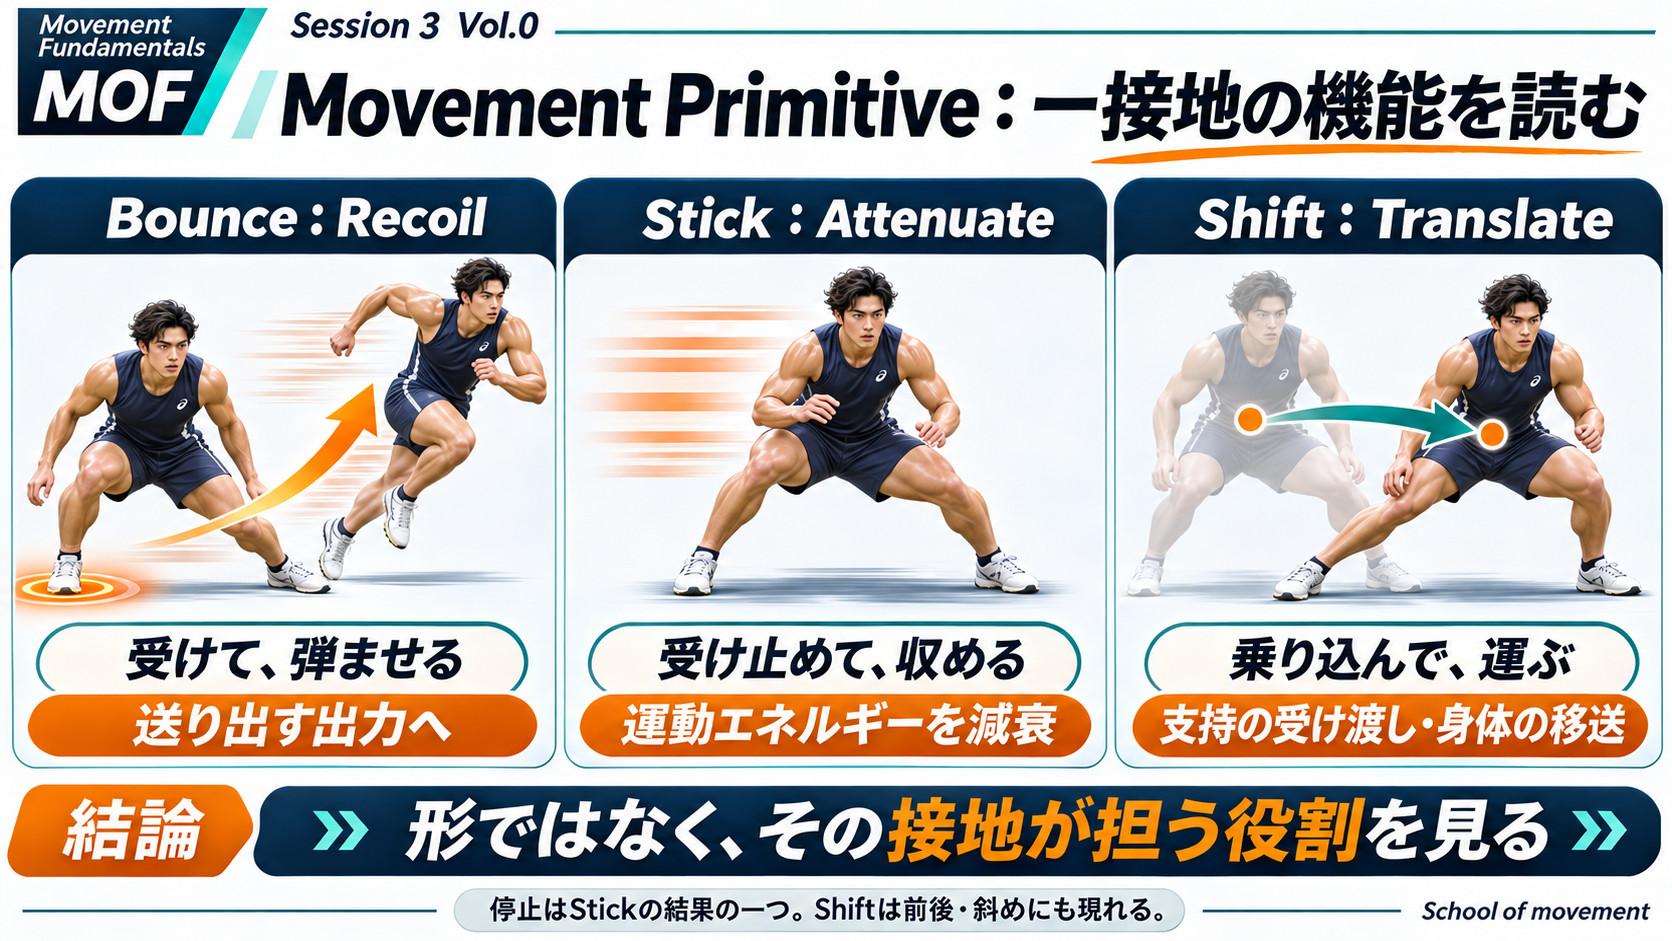 Movement
Fundamentals
MOF
Session 3 Vol.0
Movement Primitive：一接地の機能を読む
Bounce：Recoil
受けて、弾ませる
送り出す出力へ
Stick：Attenuate
受け止めて、収める
運動エネルギーを減衰
Shift：Translate
乗り込んで、運ぶ
支持の受け渡し・身体の移送
結論
形ではなく、その接地が担う役割を見る
停止はStickの結果の一つ。Shiftは前後・斜めにも現れる。
School of movement